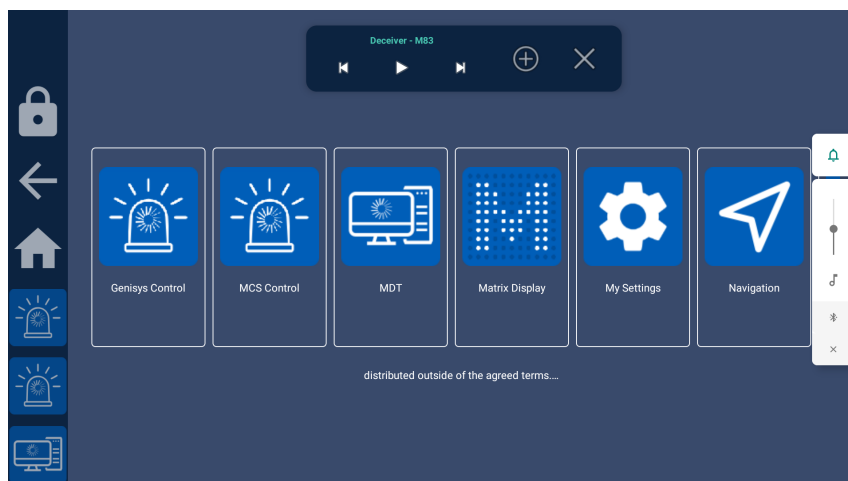 Deceiver - M83
Genisys Control
MCS Control
MDT
Matrix Display
My Settings
Navigation
distributed outside of the agreed terms....